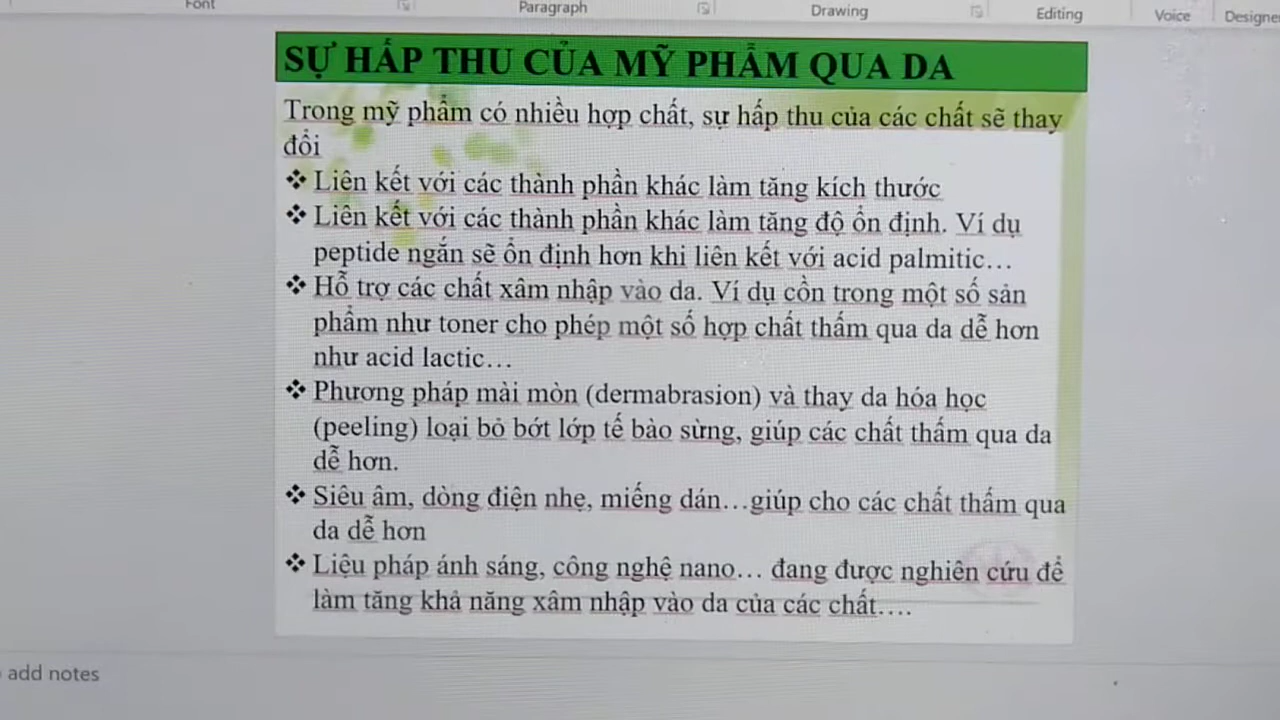 Font
Paragraph
Drawing
Editing
Voice
Designer
SỰ HẤP THU CỦA MỸ PHẨM QUA DA
Trong mỹ phẩm có nhiều hợp chất, sự hấp thu của các chất sẽ thay
đổi
❖ Liên kết với các thành phần khác làm tăng kích thước
❖ Liên kết với các thành phần khác làm tăng độ ổn định. Ví dụ
peptide ngắn sẽ ổn định hơn khi liên kết với acid palmitic…
❖ Hỗ trợ các chất xâm nhập vào da. Ví dụ cồn trong một số sản
phẩm như toner cho phép một số hợp chất thấm qua da dễ hơn
như acid lactic…
❖ Phương pháp mài mòn (dermabrasion) và thay da hóa học
(peeling) loại bỏ bớt lớp tế bào sừng, giúp các chất thấm qua da
dễ hơn.
❖ Siêu âm, dòng điện nhẹ, miếng dán…giúp cho các chất thấm qua
da dễ hơn
❖ Liệu pháp ánh sáng, công nghệ nano… đang được nghiên cứu để
làm tăng khả năng xâm nhập vào da của các chất….
add notes